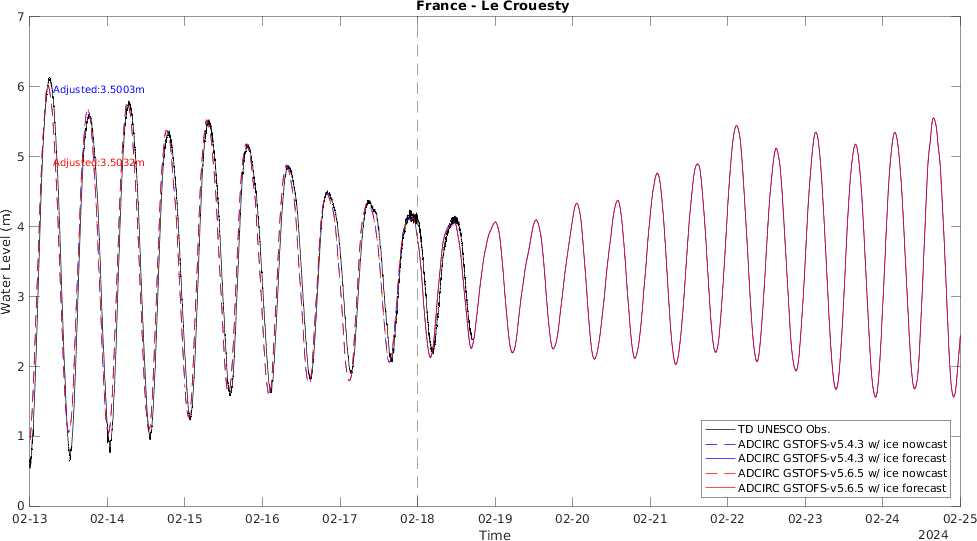 France - Le Crouesty
7
6
5
4
3
2
1
0
Water Level (m)
Adjusted:3.5003m
Adjusted:3.5032m
TD UNESCO Obs.
ADCIRC GSTOFS-v5.4.3 w/ ice nowcast
ADCIRC GSTOFS-v5.4.3 w/ ice forecast
ADCIRC GSTOFS-v5.6.5 w/ ice nowcast
ADCIRC GSTOFS-v5.6.5 w/ ice forecast
02-13 02-14 02-15 02-16 02-17 02-18 02-19 02-20 02-21 02-22 02-23 02-24 02-25
Time
2024